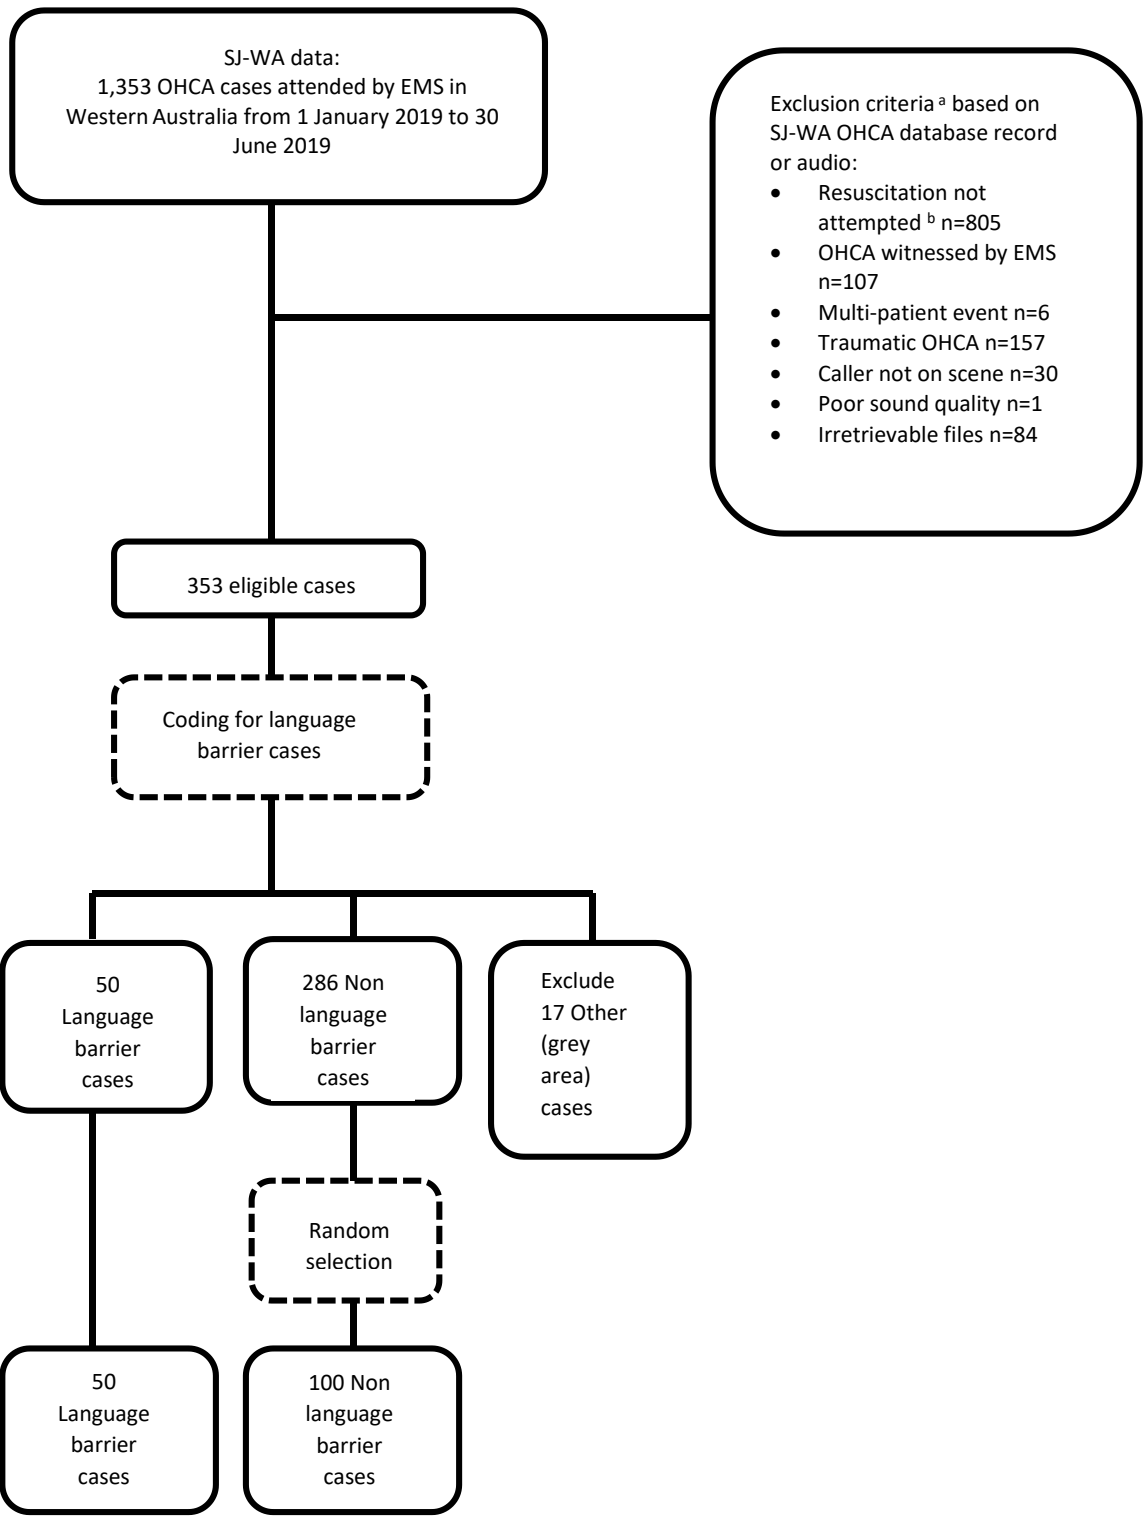 SJ-WA data:
1,353 OHCA cases attended by EMS in
Western Australia from 1 January 2019 to 30
June 2019
Exclusion criteria ᵃ based on
SJ-WA OHCA database record
or audio:
• Resuscitation not
attempted ᵇ n=805
• OHCA witnessed by EMS
n=107
• Multi-patient event n=6
• Traumatic OHCA n=157
• Caller not on scene n=30
• Poor sound quality n=1
• Irretrievable files n=84
353 eligible cases
Coding for language
barrier cases
50
Language
barrier
cases
286 Non
language
barrier
cases
Exclude
17 Other
(grey
area)
cases
Random
selection
50
Language
barrier
cases
100 Non
language
barrier
cases